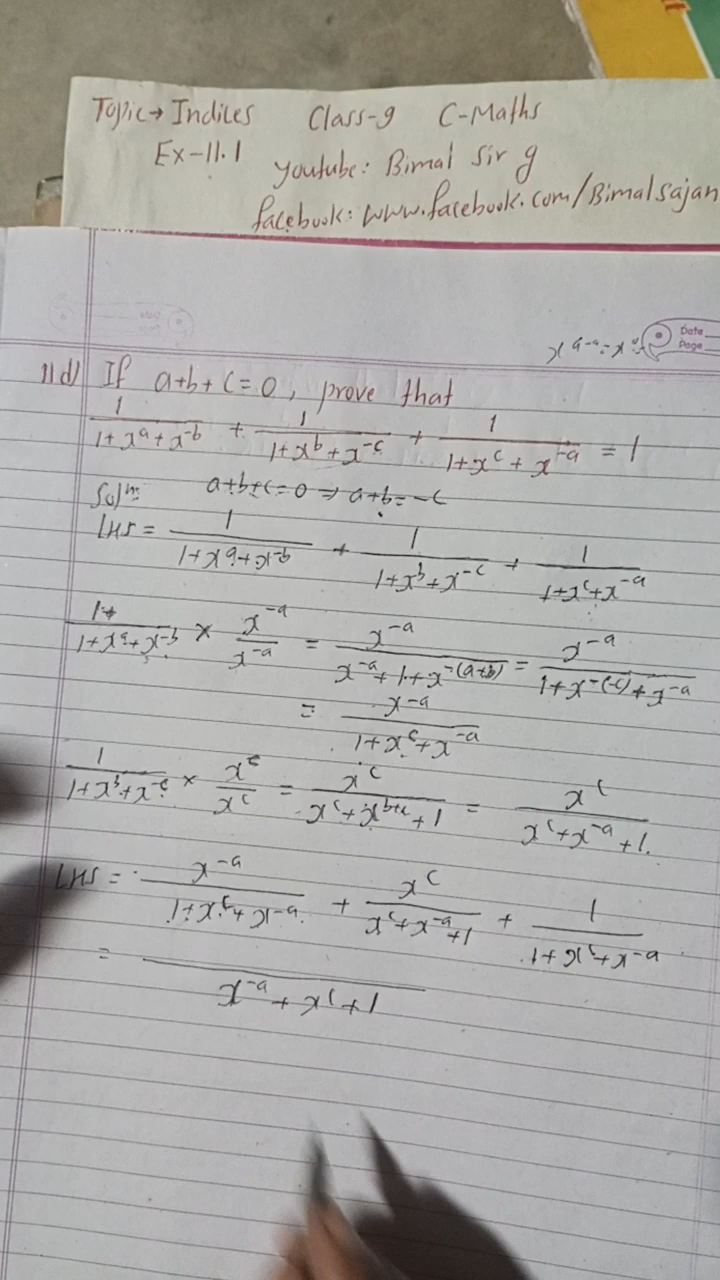 Topic → Indices Class-9 C-Maths
Ex-11.1 youtube: Bimal Sir g
facebook: www.facebook.com/Bimalsajan
Date
Page
11d) If a+b+c=0, prove that
1/(1+x^a+x^-b) + 1/(1+x^b+x^-c) + 1/(1+x^c+x^-a) = 1
Sol^n: a+b+c=0 ⇒ a+b=-c
LHS = 1/(1+x^a+x^-b) + 1/(1+x^b+x^-c) + 1/(1+x^c+x^-a)
1/(1+x^a+x^-b) × x^-a/x^-a = x^-a/(x^-a+1+x^-(a+b)) = x^-a/(1+x^-(-c)+x^-a)
= x^-a/(1+x^c+x^-a)
1/(1+x^b+x^-c) × x^c/x^c = x^c/(x^c+x^b+c+1) = x^c/(x^c+x^-a+1)
LHS = x^-a/(1+x^c+x^-a) + x^c/(x^c+x^-a+1) + 1/(1+x^c+x^-a)
=
x^-a+x^c+1